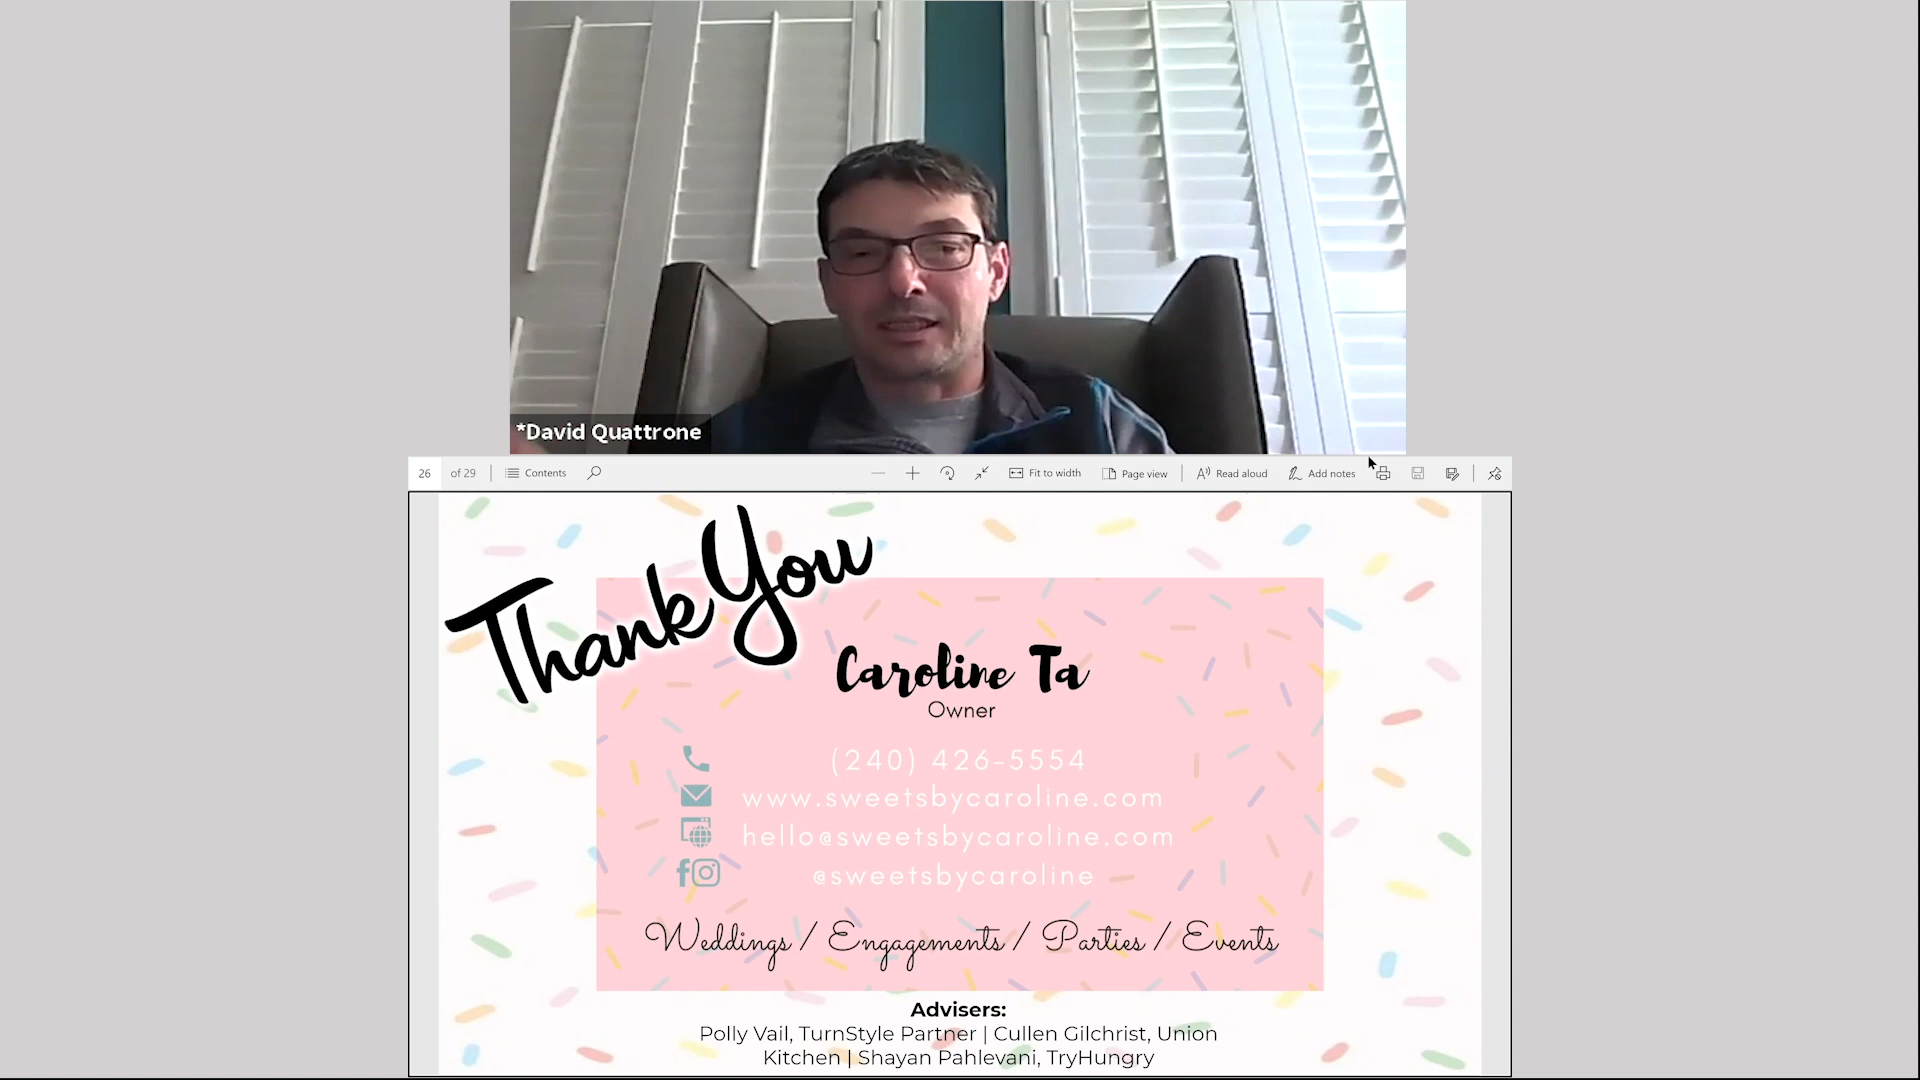 *David Quattrone
26 of 29 Contents Fit to width Page view Read aloud Add notes
Thank You
Caroline Ta
Owner
(240) 426-5554
www.sweetsbycaroline.com
hello@sweetsbycaroline.com
@sweetsbycaroline
Weddings / Engagements / Parties / Events
Advisers:
Polly Vail, TurnStyle Partner | Cullen Gilchrist, Union
Kitchen | Shayan Pahlevani, TryHungry